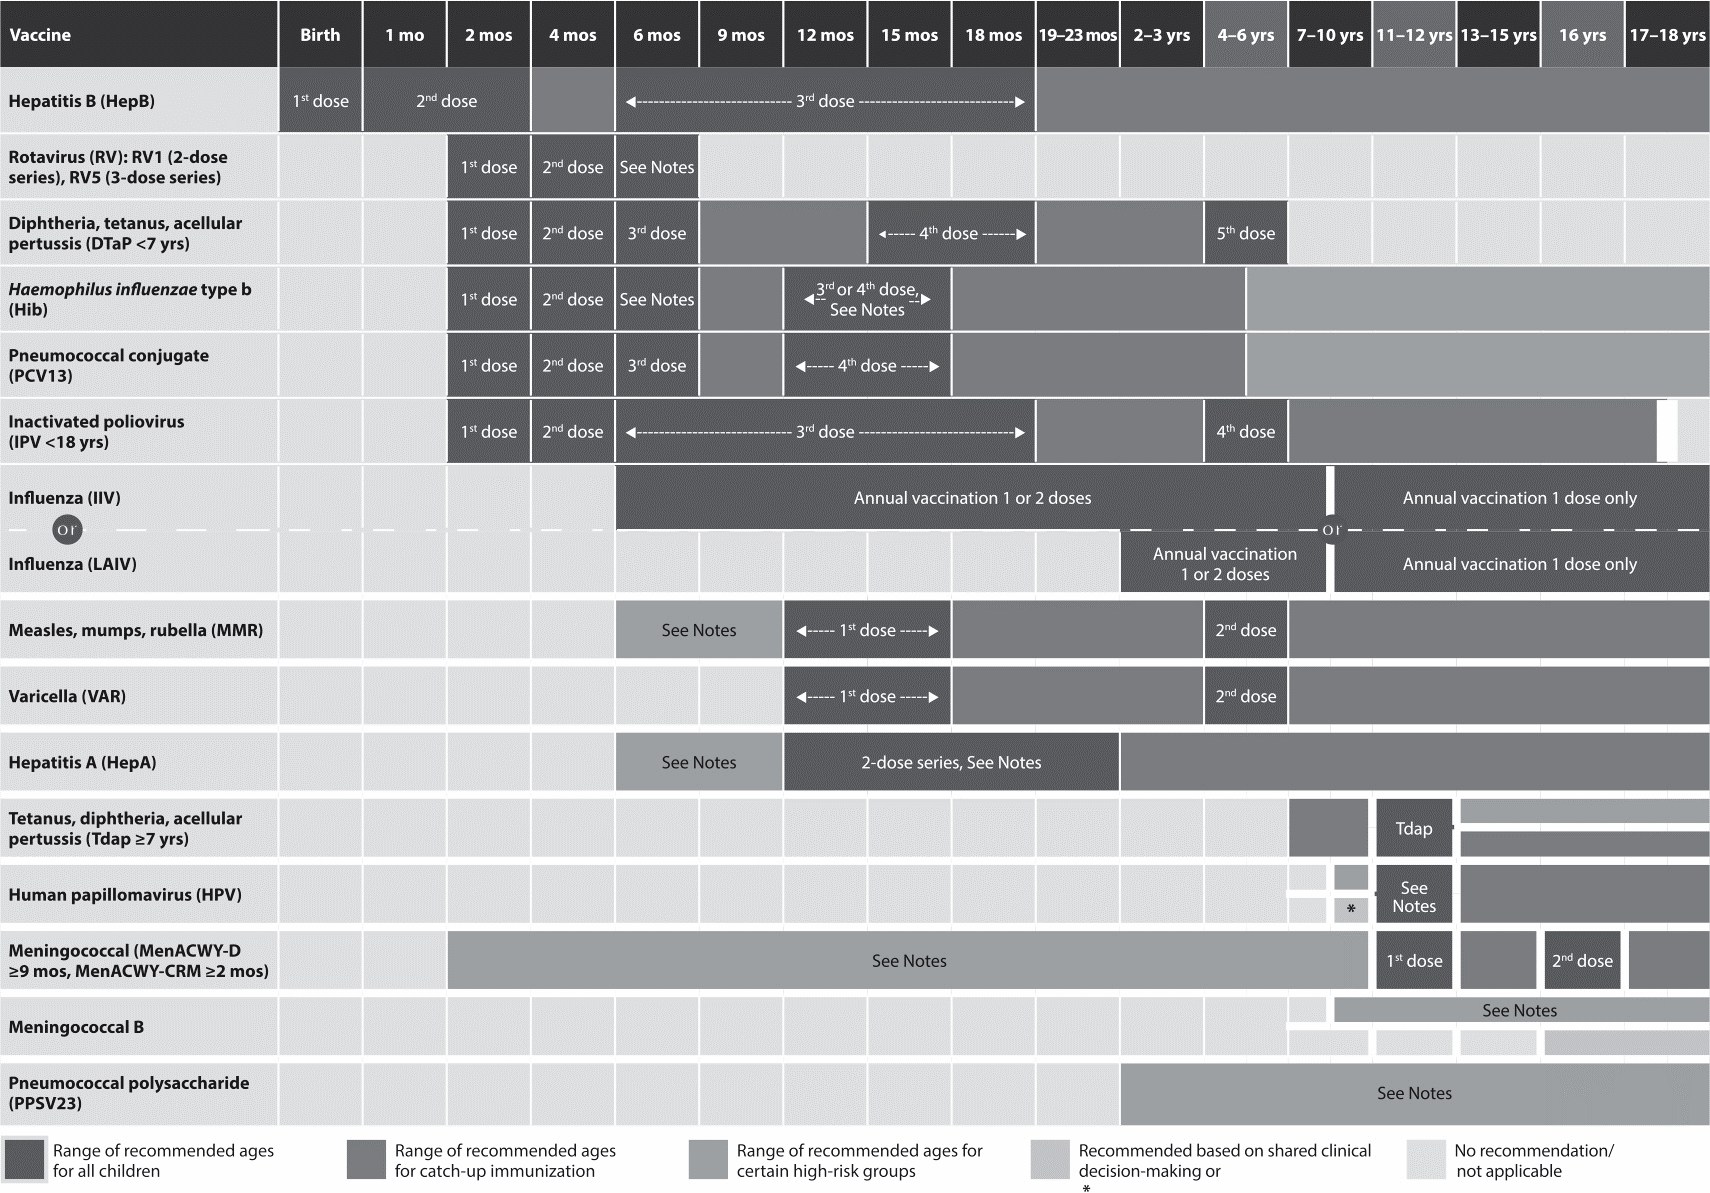 Vaccine Birth 1 mo 2 mos 4 mos 6 mos 9 mos 12 mos 15 mos 18 mos 19–23 mos 2–3 yrs 4–6 yrs 7–10 yrs 11–12 yrs 13–15 yrs 16 yrs 17–18 yrs
Hepatitis B (HepB) 1st dose 2nd dose 3rd dose
Rotavirus (RV): RV1 (2-dose
series), RV5 (3-dose series) 1st dose 2nd dose See Notes
Diphtheria, tetanus, acellular
pertussis (DTaP <7 yrs) 1st dose 2nd dose 3rd dose 4th dose 5th dose
Haemophilus influenzae type b
(Hib) 1st dose 2nd dose See Notes 3rd or 4th dose,
See Notes
Pneumococcal conjugate
(PCV13) 1st dose 2nd dose 3rd dose 4th dose
Inactivated poliovirus
(IPV <18 yrs) 1st dose 2nd dose 3rd dose 4th dose
Influenza (IIV) Annual vaccination 1 or 2 doses Annual vaccination 1 dose only
or or
Influenza (LAIV) Annual vaccination
1 or 2 doses Annual vaccination 1 dose only
Measles, mumps, rubella (MMR) See Notes 1st dose 2nd dose
Varicella (VAR) 1st dose 2nd dose
Hepatitis A (HepA) See Notes 2-dose series, See Notes
Tetanus, diphtheria, acellular
pertussis (Tdap ≥7 yrs) Tdap
Human papillomavirus (HPV) * See
Notes
Meningococcal (MenACWY-D
≥9 mos, MenACWY-CRM ≥2 mos) See Notes 1st dose 2nd dose
Meningococcal B See Notes
Pneumococcal polysaccharide
(PPSV23) See Notes
Range of recommended ages
for all children
Range of recommended ages
for catch-up immunization
Range of recommended ages for
certain high-risk groups
Recommended based on shared clinical
decision-making or
*
No recommendation/
not applicable